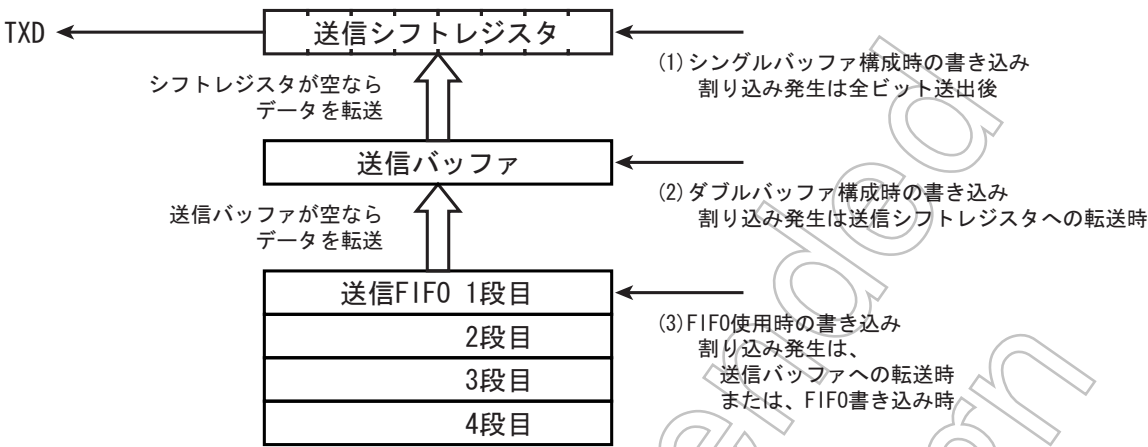 TXD
送信シフトレジスタ
(1)シングルバッファ構成時の書き込み
割り込み発生は全ビット送出後
シフトレジスタが空なら
データを転送
送信バッファ
(2)ダブルバッファ構成時の書き込み
割り込み発生は送信シフトレジスタへの転送時
送信バッファが空なら
データを転送
送信FIFO 1段目
2段目
3段目
4段目
(3)FIFO使用時の書き込み
割り込み発生は、
送信バッファへの転送時
または、FIFO書き込み時